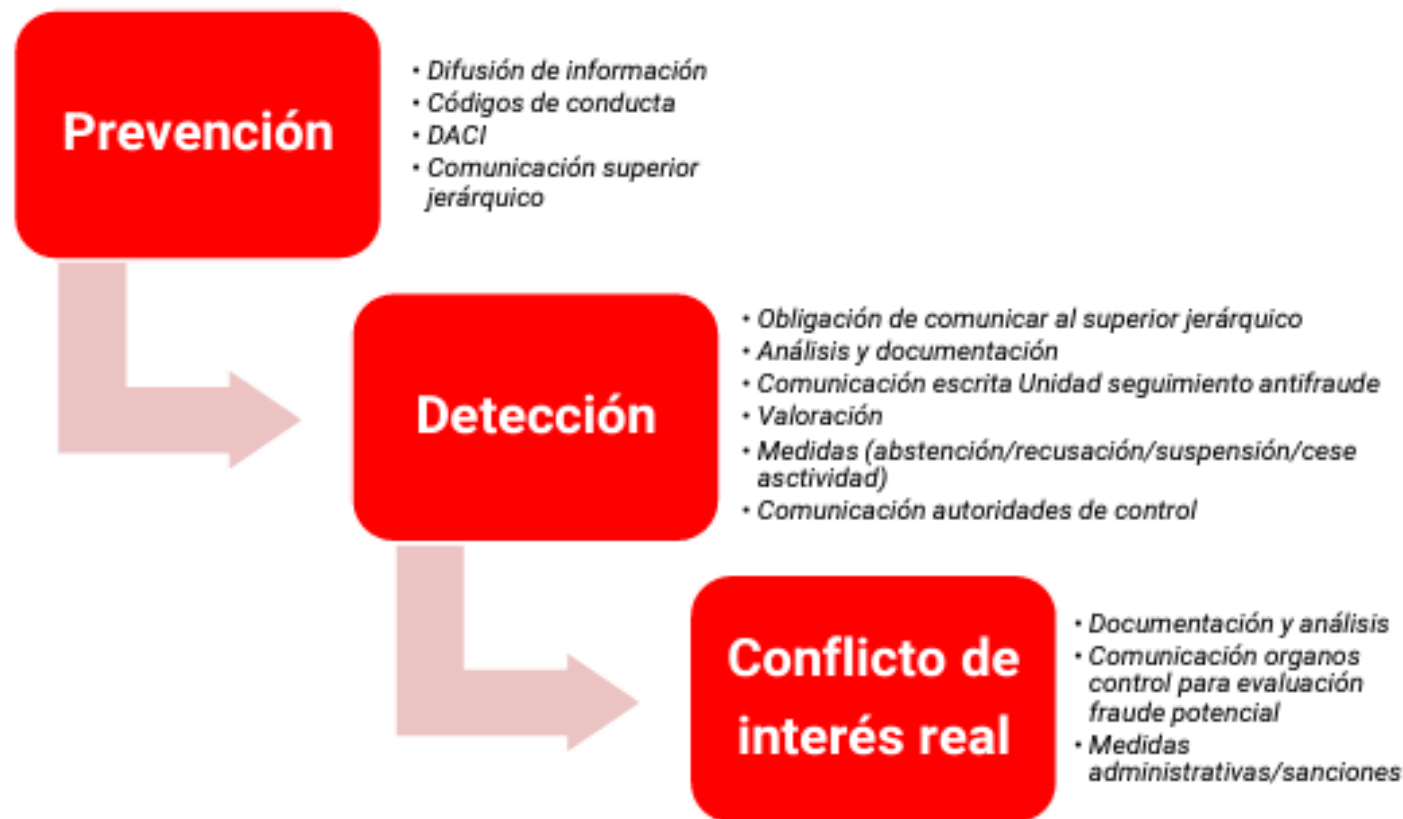 Prevención
• Difusión de información
• Códigos de conducta
• DACI
• Comunicación superior
jerárquico
Detección
• Obligación de comunicar al superior jerárquico
• Análisis y documentación
• Comunicación escrita Unidad seguimiento antifraude
• Valoración
• Medidas (abstención/recusación/suspensión/cese
asctividad)
• Comunicación autoridades de control
Conflicto de
interés real
• Documentación y análisis
• Comunicación organos
control para evaluación
fraude potencial
• Medidas
administrativas/sanciones